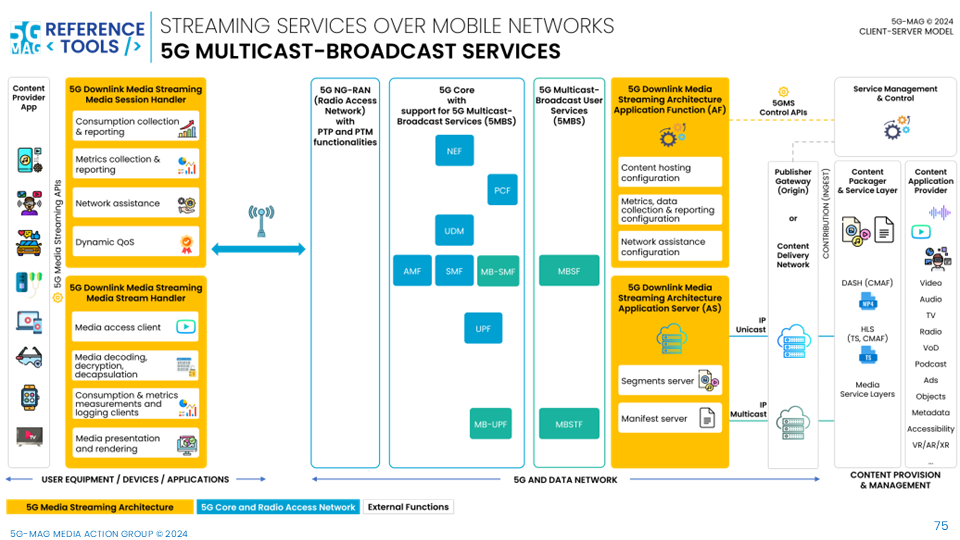 5G
MAG
REFERENCE
< TOOLS />
STREAMING SERVICES OVER MOBILE NETWORKS
5G MULTICAST-BROADCAST SERVICES
5G-MAG © 2024
CLIENT-SERVER MODEL
Content
Provider
App
5G Media Streaming APIs
5G Downlink Media Streaming
Media Session Handler
Consumption collection
& reporting
Metrics collection &
reporting
Network assistance
Dynamic QoS
5G Downlink Media Streaming
Media Stream Handler
Media access client
Media decoding,
decryption,
decapsulation
Consumption & metrics
measurements and
logging clients
Media presentation
and rendering
5G NG-RAN
(Radio Access
Network)
with
PTP and PTM
functionalities
5G Core
with
support for 5G Multicast-
Broadcast Services (5MBS)
NEF
PCF
UDM
AMF
SMF
MB-SMF
UPF
MB-UPF
5G Multicast-
Broadcast User
Services
(5MBS)
MBSF
MBSTF
5G Downlink Media
Streaming Architecture
Application Function (AF)
Content hosting
configuration
Metrics, data
collection & reporting
configuration
Network assistance
configuration
5G Downlink Media
Streaming Architecture
Application Server (AS)
Segments server
Manifest server
5GMS
Control APIs
IP
Unicast
IP
Multicast
Publisher
Gateway
(Origin)
or
Content
Delivery
Network
CONTRIBUTION (INGEST)
Service Management
& Control
Content
Packager
& Service Layer
DASH (CMAF)
MP4
HLS
(TS, CMAF)
TS
Media
Service Layers
Content
Application
Provider
Video
Audio
TV
Radio
VoD
Podcast
Ads
Objects
Metadata
Accessibility
VR/AR/XR
...
USER EQUIPMENT / DEVICES / APPLICATIONS
5G AND DATA NETWORK
CONTENT PROVISION
& MANAGEMENT
5G Media Streaming Architecture
5G Core and Radio Access Network
External Functions
5G-MAG MEDIA ACTION GROUP © 2024
75